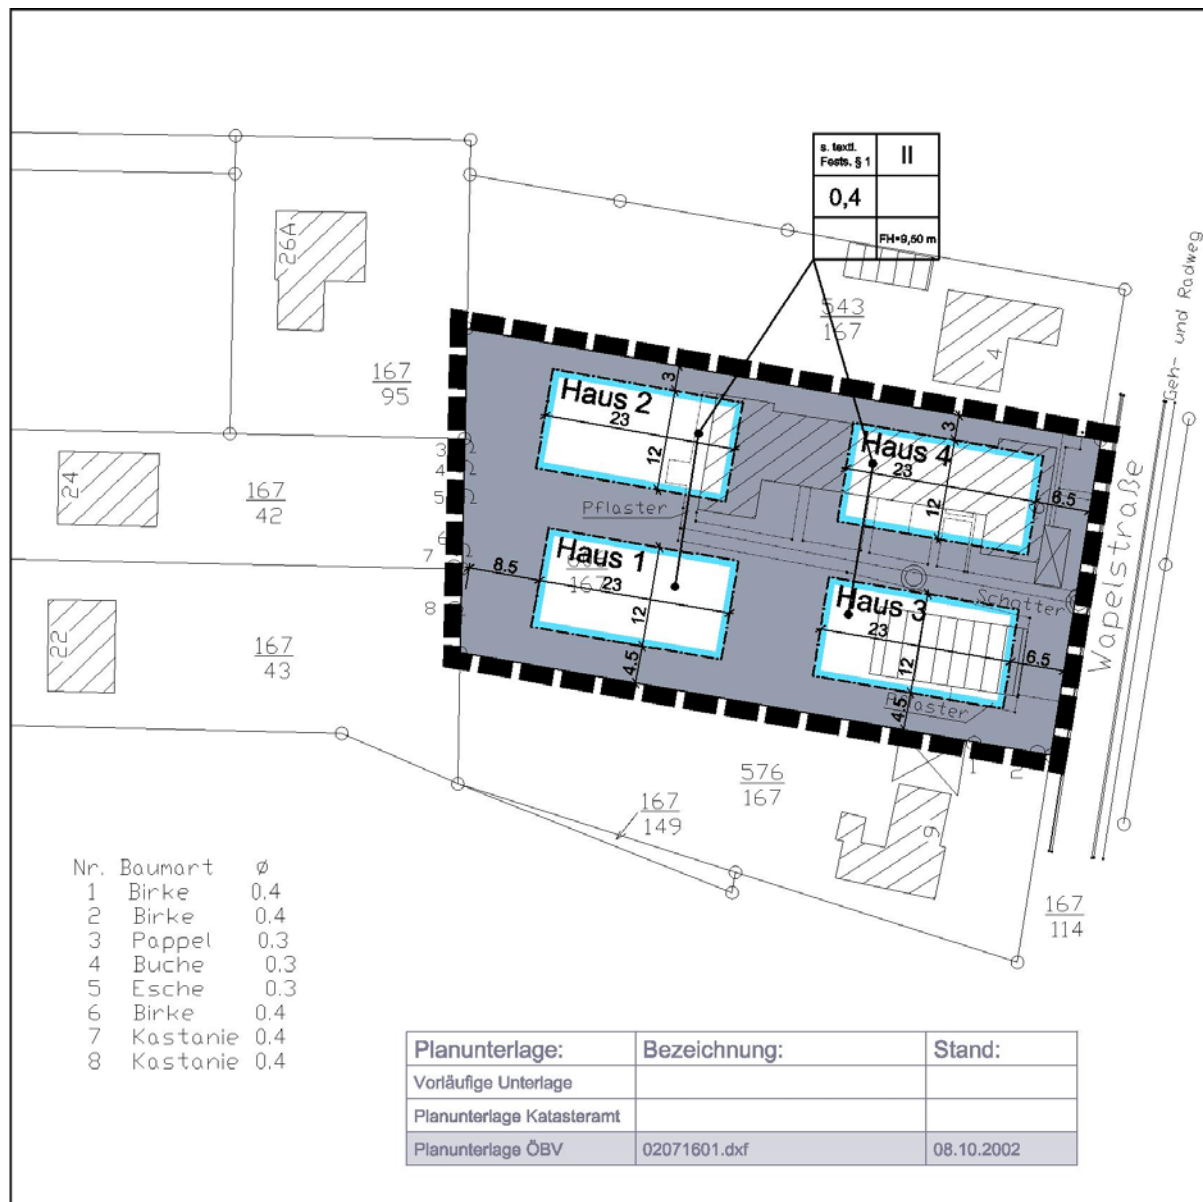 s. textl.
Fests. § 1
II
0,4
FH=9,50 m
Geh- und Radweg
26A
543
167
4
167
95
3
Haus 2
23
12
Haus 4
3
23
12
6.5
24
167
42
3
4
5
6
7
8
Pflaster
Wapelstraße
Haus 1
167
23
12
8.5
4.5
Schotter
Haus 3
23
12
6.5
4.5
Pflaster
22
167
43
1
2
576
167
167
149
9
167
114
Nr. Baumart ø
1 Birke 0.4
2 Birke 0.4
3 Pappel 0.3
4 Buche 0.3
5 Esche 0.3
6 Birke 0.4
7 Kastanie 0.4
8 Kastanie 0.4
Planunterlage: Bezeichnung: Stand:
Vorläufige Unterlage
Planunterlage Katasteramt
Planunterlage ÖBV 02071601.dxf 08.10.2002